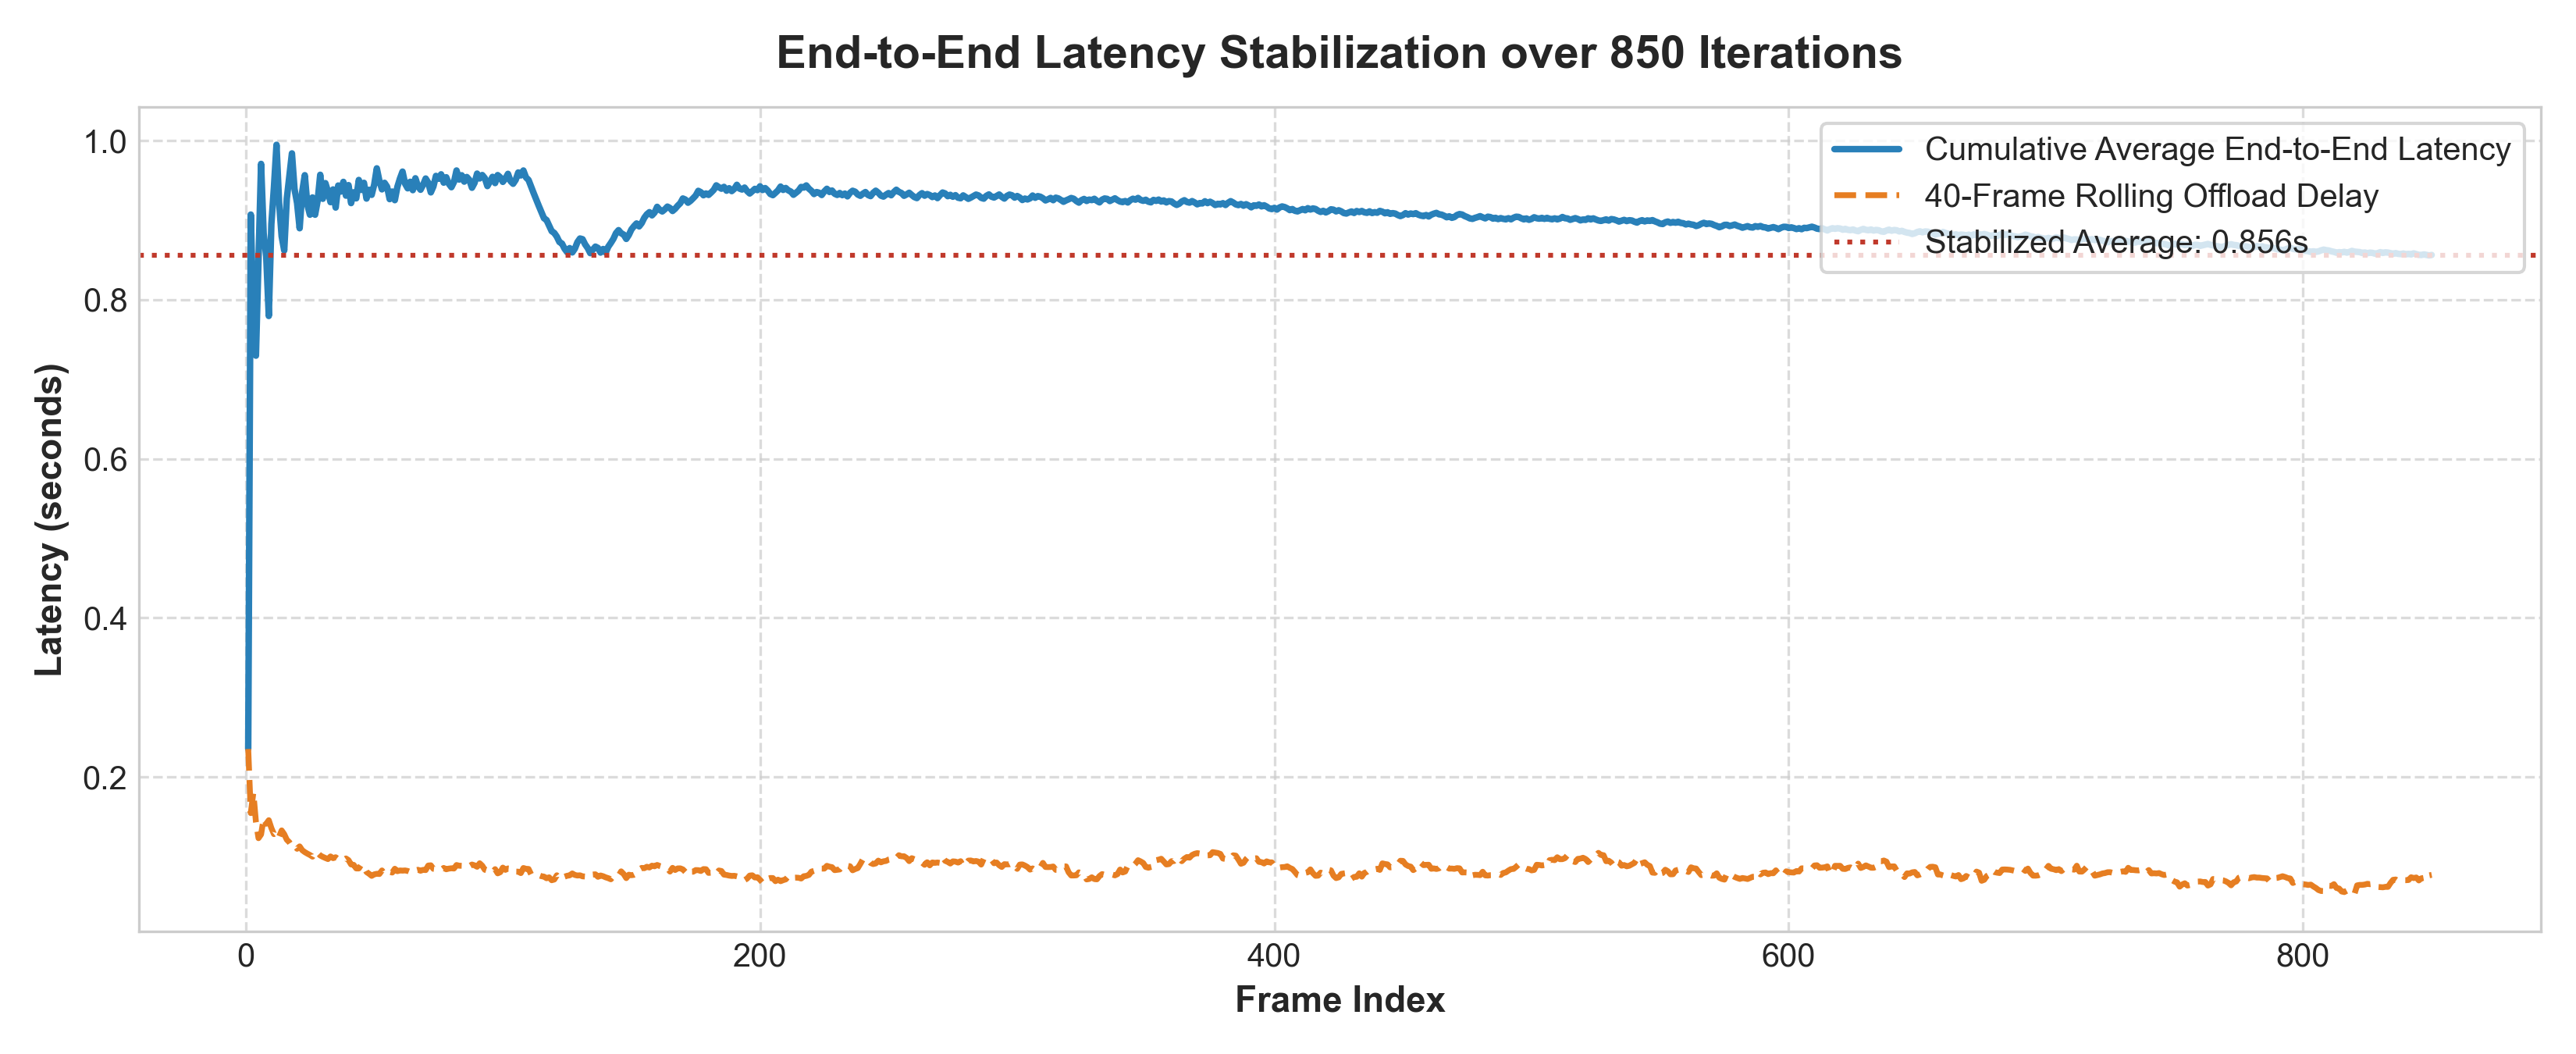 End-to-End Latency Stabilization over 850 Iterations
1.0
0.8
0.6
0.4
0.2
Latency (seconds)
Cumulative Average End-to-End Latency
40-Frame Rolling Offload Delay
Stabilized Average: 0.856s
0 200 400 600 800
Frame Index